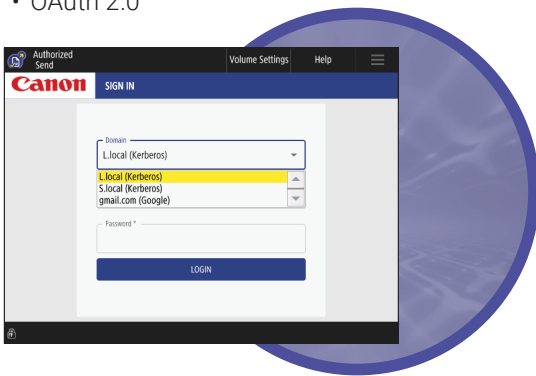 • OAuth 2.0
Authorized
Send
Volume Settings
Help
Canon
SIGN IN
Domain
L.local (Kerberos)
L.local (Kerberos)
S.local (Kerberos)
gmail.com (Google)
Password *
LOGIN